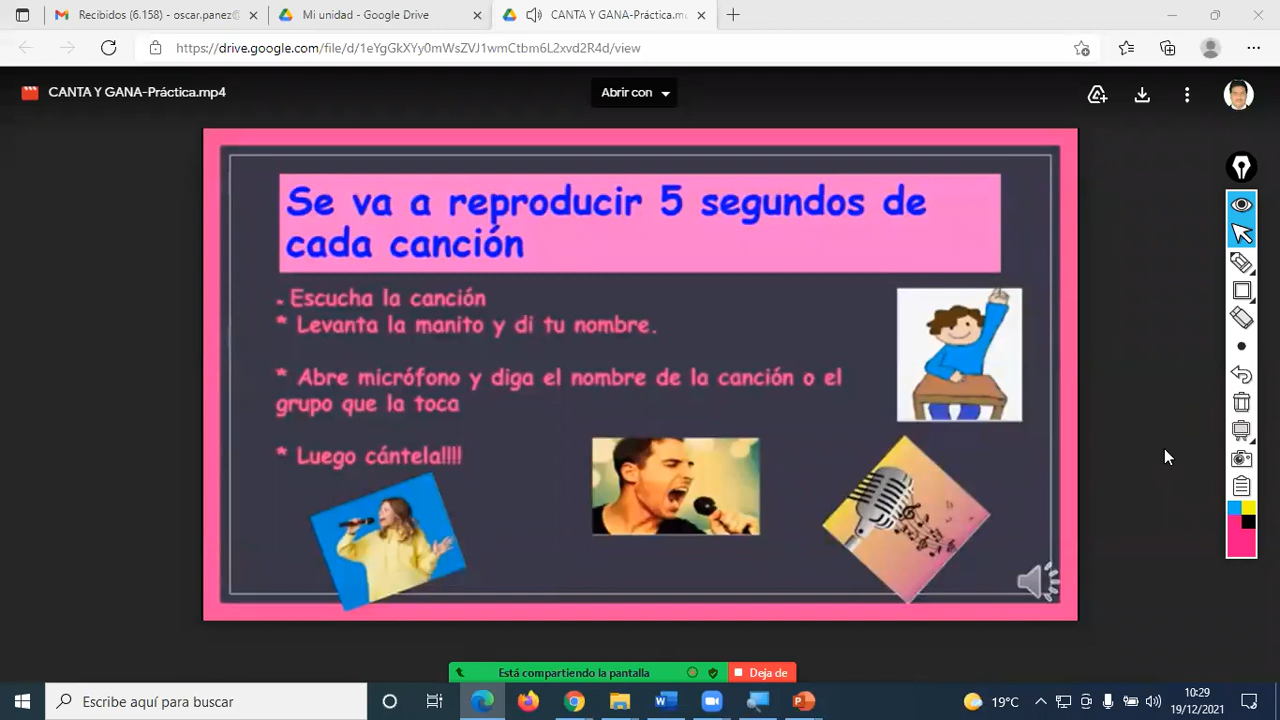 Recibidos (6.158) - oscar.panez@
Mi unidad - Google Drive
CANTA Y GANA-Práctica.m
https://drive.google.com/file/d/1eYgGkXYy0mWsZVJ1wmCtbm6L2xvd2R4d/view
CANTA Y GANA-Práctica.mp4
Abrir con
Se va a reproducir 5 segundos de
cada canción
- Escucha la canción
* Levanta la manito y di tu nombre.
* Abre micrófono y diga el nombre de la canción o el
grupo que la toca
* Luego cántela!!!!
Está compartiendo la pantalla
Deja de
Escribe aquí para buscar
19°C
10:29
19/12/2021